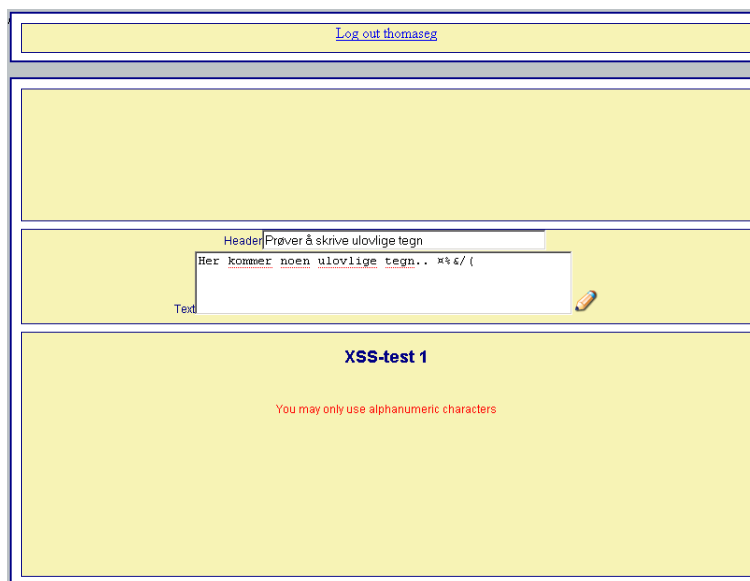 Log out thomaseg
Header Prøver å skrive ulovlige tegn
Her kommer noen ulovlige tegn.. ¤%&/(
Text
XSS-test 1
You may only use alphanumeric characters